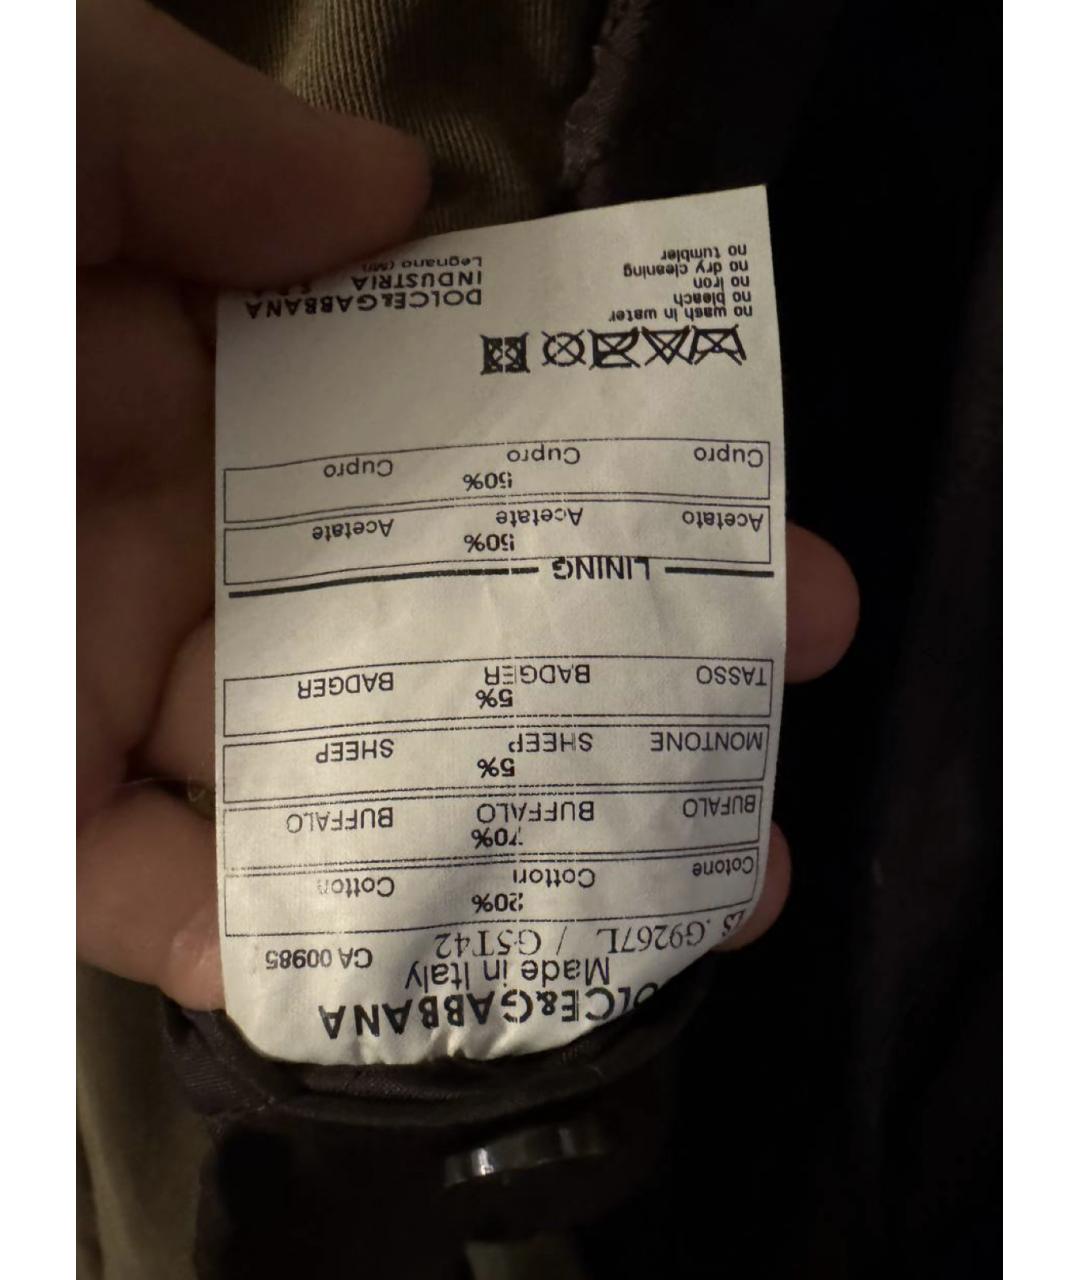 DOLCE&GABBANA
Made in Italy
ES .G9267L / G5T42 CA 00985
20%
Cotone Cotton Cotton
70%
BUFALO BUFFALO BUFFALO
5%
MONTONE SHEEP SHEEP
5%
TASSO BADGER BADGER
LINING
50%
Acetato Acetate Acetate
50%
Cupro Cupro Cupro
no wash in water
no bleach
no iron
no dry cleaning
no tumbler
DOLCE&GABBANA
INDUSTRIA S.P.A.
Legnano (MI)